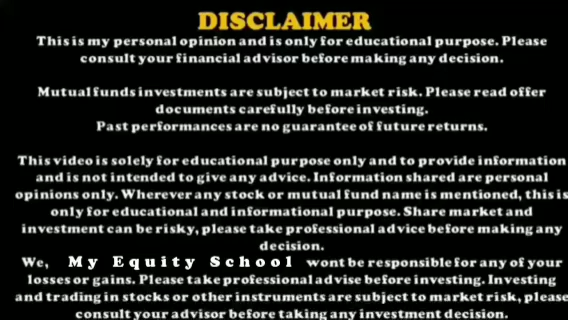 DISCLAIMER
This is my personal opinion and is only for educational purpose. Please
consult your financial advisor before making any decision.
Mutual funds investments are subject to market risk. Please read offer
documents carefully before investing.
Past performances are no guarantee of future returns.
This video is solely for educational purpose only and to provide information
and is not intended to give any advice. Information shared are personal
opinions only. Wherever any stock or mutual fund name is mentioned, this is
only for educational and informational purpose. Share market and
investment can be risky, please take professional advice before making any
decision.
We, My Equity School wont be responsible for any of your
losses or gains. Please take professional advise before investing. Investing
and trading in stocks or other instruments are subject to market risk, please
consult your advisor before taking any investment decision.